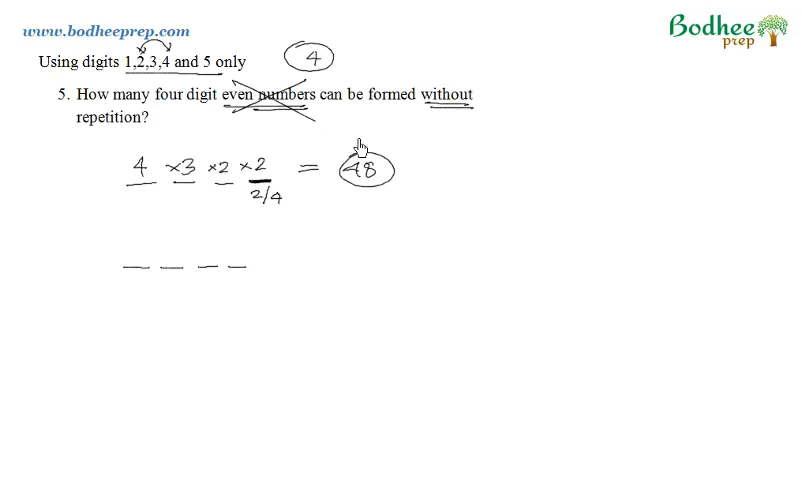 www.bodheeprep.com
Bodhee
prep
Using digits 1,2,3,4 and 5 only
4
5. How many four digit even numbers can be formed without
repetition?
4 ×3 ×2 ×2 = 48
2/4